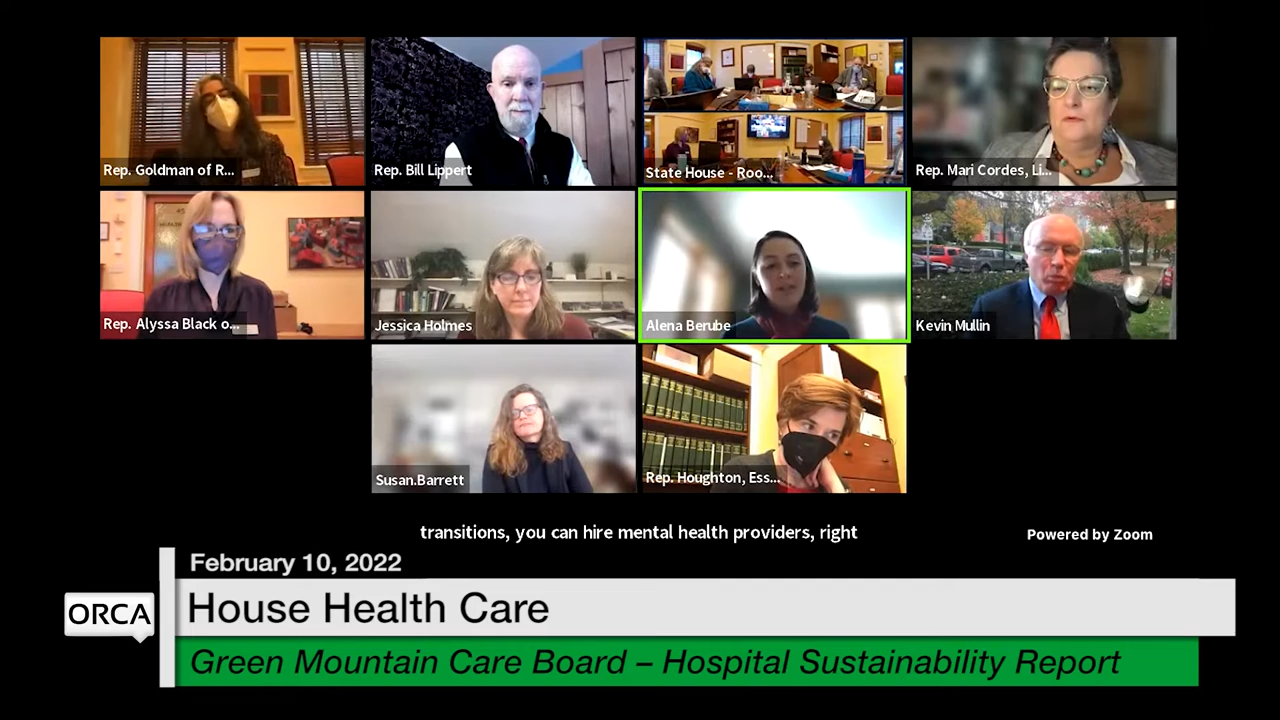 Rep. Goldman of R...
Rep. Bill Lippert
State House - Roo...
Rep. Mari Cordes, Li...
Rep. Alyssa Black o...
Jessica Holmes
Alena Berube
Kevin Mullin
Susan.Barrett
Rep. Houghton, Ess...
transitions, you can hire mental health providers, right
Powered by Zoom
February 10, 2022
ORCA
House Health Care
Green Mountain Care Board – Hospital Sustainability Report